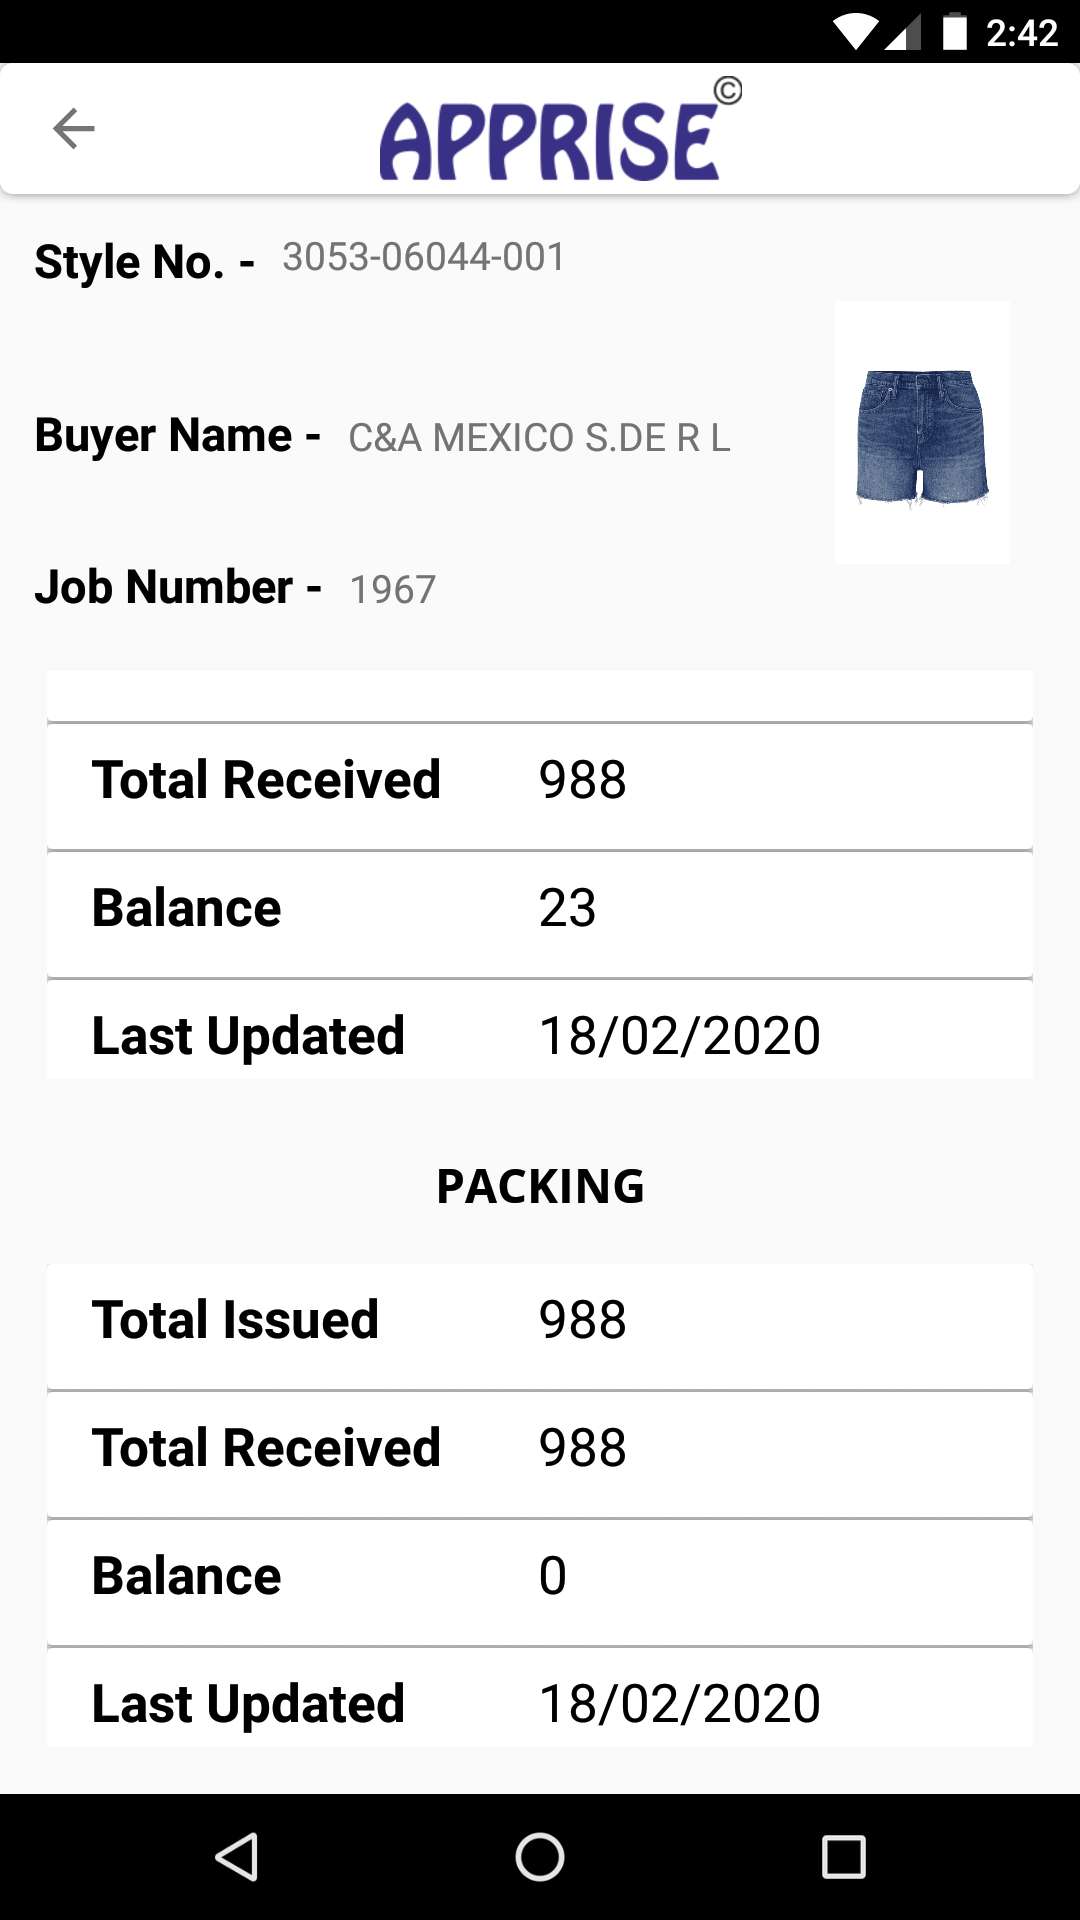 2:42
APPRISE©
Style No. - 3053-06044-001
Buyer Name - C&A MEXICO S.DE R L
Job Number - 1967
Total Received 988
Balance 23
Last Updated 18/02/2020
PACKING
Total Issued 988
Total Received 988
Balance 0
Last Updated 18/02/2020